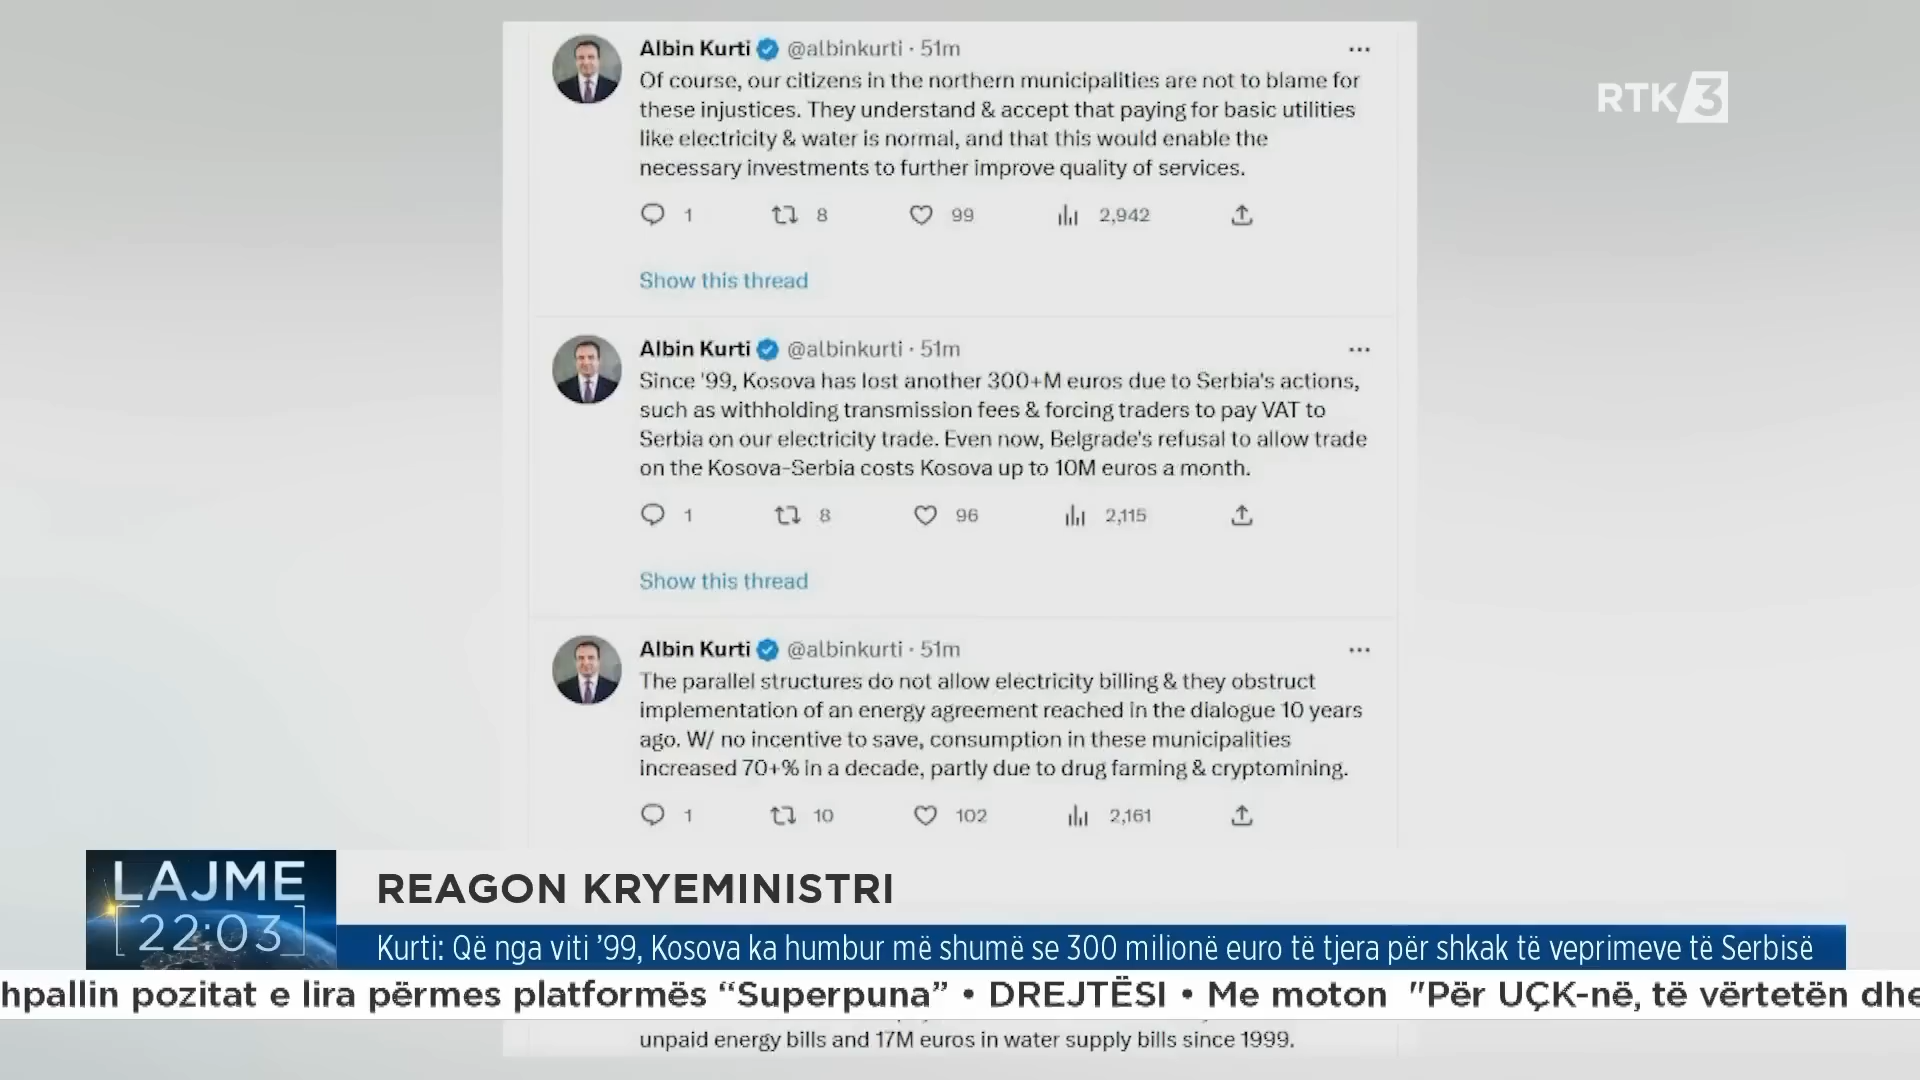 Albin Kurti @albinkurti · 51m
Of course, our citizens in the northern municipalities are not to blame for
these injustices. They understand & accept that paying for basic utilities
like electricity & water is normal, and that this would enable the
necessary investments to further improve quality of services.
1 8 99 2,942
Show this thread
RTK 3
Albin Kurti @albinkurti · 51m
Since '99, Kosova has lost another 300+M euros due to Serbia's actions,
such as withholding transmission fees & forcing traders to pay VAT to
Serbia on our electricity trade. Even now, Belgrade's refusal to allow trade
on the Kosova-Serbia costs Kosova up to 10M euros a month.
1 8 96 2,115
Show this thread
Albin Kurti @albinkurti · 51m
The parallel structures do not allow electricity billing & they obstruct
implementation of an energy agreement reached in the dialogue 10 years
ago. W/ no incentive to save, consumption in these municipalities
increased 70+% in a decade, partly due to drug farming & cryptomining.
1 10 102 2,161
LAJME
22:03
REAGON KRYEMINISTRI
Kurti: Që nga viti ’99, Kosova ka humbur më shumë se 300 milionë euro të tjera për shkak të veprimeve të Serbisë
hpallin pozitat e lira përmes platformës “Superpuna” • DREJTËSI • Me moton "Për UÇK-në, të vërtetën dhe
unpaid energy bills and 17M euros in water supply bills since 1999.